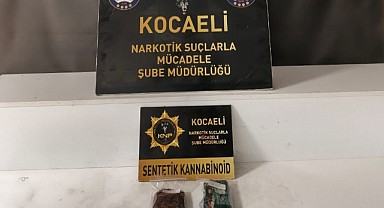 KOCAELİ
NARKOTİK SUÇLARLA
MÜCADELE
ŞUBE MÜDÜRLÜĞÜ
KOCAELİ
NARKOTİK SUÇLARLA
MÜCADELE
ŞUBE MÜDÜRLÜĞÜ
SENTETİK KANNABİNOİD